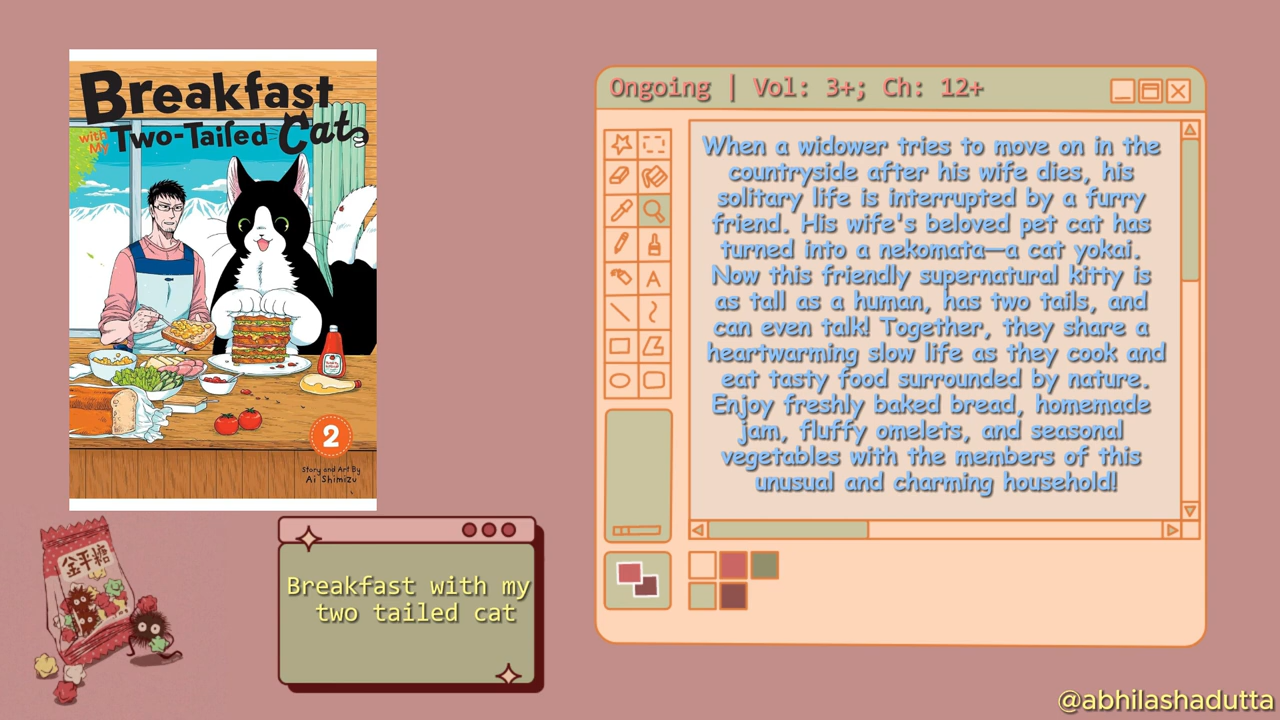 Breakfast
with My Two-Tailed Cat
2
Story and Art By
Ai Shimizu
金平糖
Breakfast with my
two tailed cat
Ongoing | Vol: 3+; Ch: 12+
A
When a widower tries to move on in the
countryside after his wife dies, his
solitary life is interrupted by a furry
friend. His wife's beloved pet cat has
turned into a nekomata—a cat yokai.
Now this friendly supernatural kitty is
as tall as a human, has two tails, and
can even talk! Together, they share a
heartwarming slow life as they cook and
eat tasty food surrounded by nature.
Enjoy freshly baked bread, homemade
jam, fluffy omelets, and seasonal
vegetables with the members of this
unusual and charming household!
@abhilashadutta